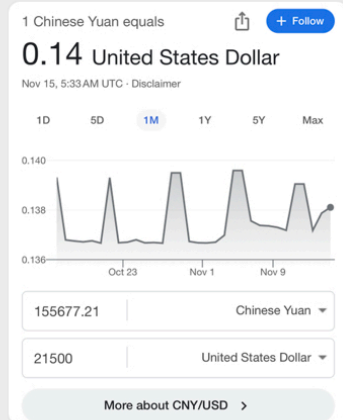 1 Chinese Yuan equals
+ Follow
0.14 United States Dollar
Nov 15, 5:33 AM UTC · Disclaimer
1D 5D 1M 1Y 5Y Max
0.140
0.138
0.136
Oct 23 Nov 1 Nov 9
155677.21 Chinese Yuan
21500 United States Dollar
More about CNY/USD